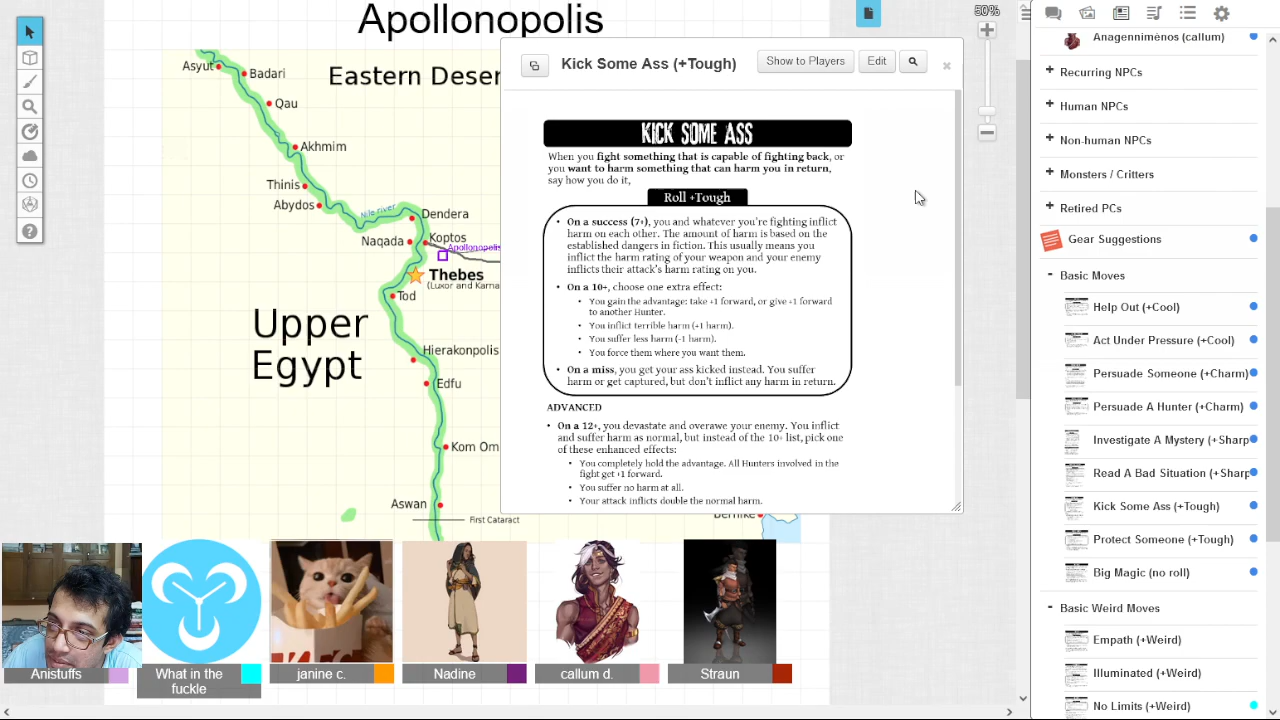 Apollonopolis
80%
Asyut
Badari
Eastern Deser
Qau
Akhmim
Thinis
Abydos
Nile river
Dendera
Naqada
Koptos
Apollonopolis
Thebes
(Luxor and Karna
Tod
Upper
Egypt
Hierakonpolis
Edfu
Kom Om
Aswan
First Cataract
Kick Some Ass (+Tough)
Show to Players
Edit
KICK SOME ASS
When you fight something that is capable of fighting back, or
you want to harm something that can harm you in return,
say how you do it,
Roll +Tough
• On a success (7+), you and whatever you're fighting inflict
harm on each other. The amount of harm is based on the
established dangers in fiction. This usually means you
inflict the harm rating of your weapon and your enemy
inflicts their attack's harm rating on you.
• On a 10+, choose one extra effect:
• You gain the advantage: take +1 forward, or give +1 forward
to another Hunter.
• You inflict terrible harm (+1 harm).
• You suffer less harm (-1 harm).
• You force them where you want them.
• On a miss, you get your ass kicked instead. You suffer
harm or get captured, but don't inflict any harm in return.
ADVANCED
• On a 12+, you dominate and overawe your enemy. You inflict
and suffer harm as normal, but instead of the 10+ list pick one
of these enhanced effects:
• You completely hold the advantage. All Hunters involved in the
fight get +1 forward.
• You suffer no harm at all.
• Your attack inflicts double the normal harm.
Anistuffs
What in the
fuckle
janine c.
Nadine
callum d.
Straun
(callum)
Recurring NPCs
Human NPCs
Non-human NPCs
Monsters / Critters
Retired PCs
Gear Suggestions
Basic Moves
Help Out (+Cool)
Act Under Pressure (+Coo
Persuade Someone (+Charm
Persuade A Hunter (+Charm
Investigate A Mystery (+Sharp
Read A Bad Situation (+Shar
Kick Some Ass (+Tough)
Protect Someone (+Tough)
Big Magic (no roll)
Basic Weird Moves
Empath (+Weird)
No Limits (+Weird)